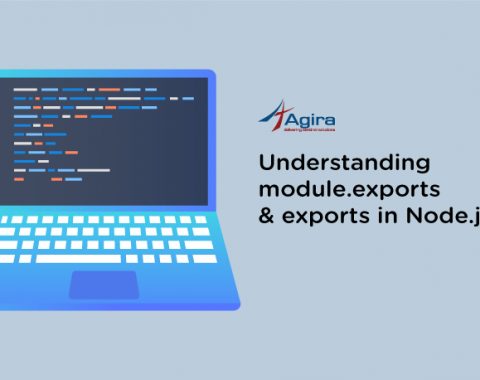 Agira
Understanding
module.exports
& exports in Node.j